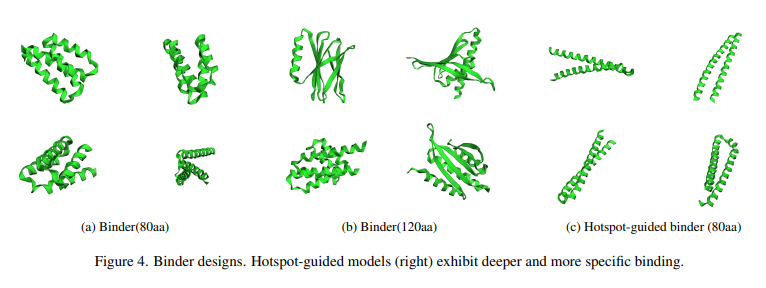 (a) Binder(80aa)
(b) Binder(120aa)
(c) Hotspot-guided binder (80aa)
Figure 4. Binder designs. Hotspot-guided models (right) exhibit deeper and more specific binding.